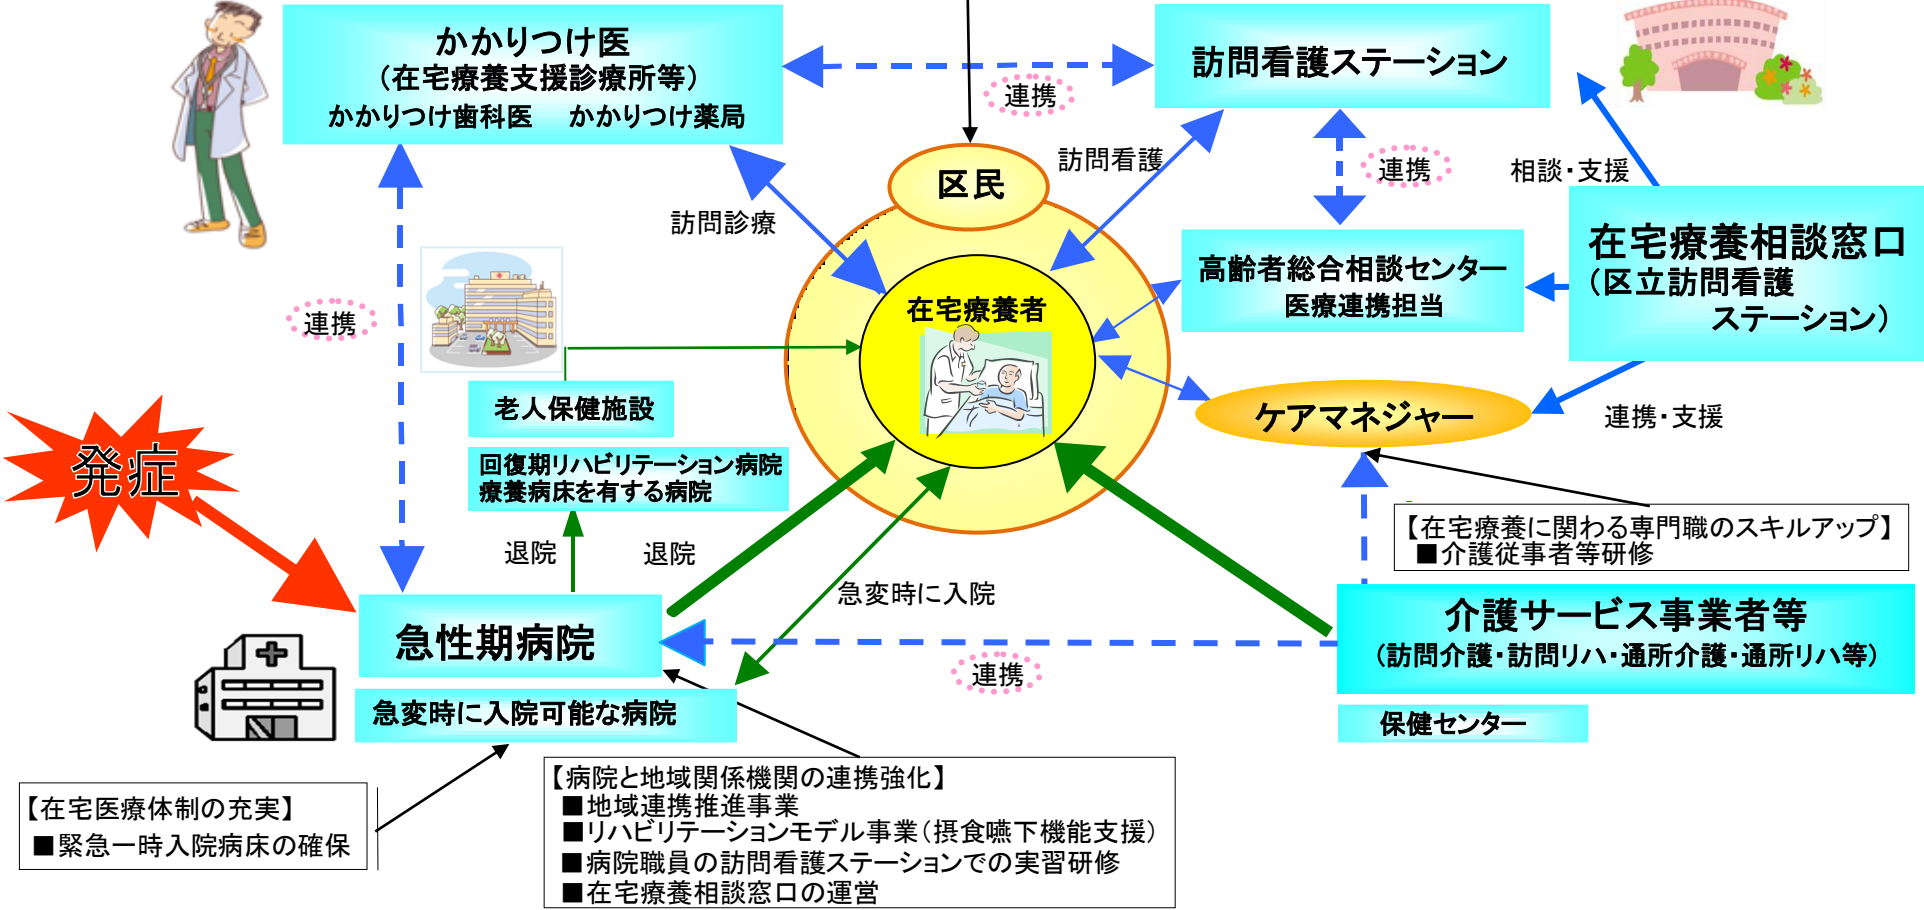 かかりつけ医
（在宅療養支援診療所等）
かかりつけ歯科医　かかりつけ薬局
訪問看護ステーション
連携
区民
訪問看護
連携
相談・支援
訪問診療
在宅療養相談窓口
（区立訪問看護
ステーション）
高齢者総合相談センター
医療連携担当
連携
在宅療養者
老人保健施設
ケアマネジャー
連携・支援
発症
回復期リハビリテーション病院
療養病床を有する病院
退院
退院
【在宅療養に関わる専門職のスキルアップ】
■介護従事者等研修
急変時に入院
急性期病院
介護サービス事業者等
（訪問介護・訪問リハ・通所介護・通所リハ等）
連携
急変時に入院可能な病院
保健センター
【在宅医療体制の充実】
■緊急一時入院病床の確保
【病院と地域関係機関の連携強化】
■地域連携推進事業
■リハビリテーションモデル事業（摂食嚥下機能支援）
■病院職員の訪問看護ステーションでの実習研修
■在宅療養相談窓口の運営